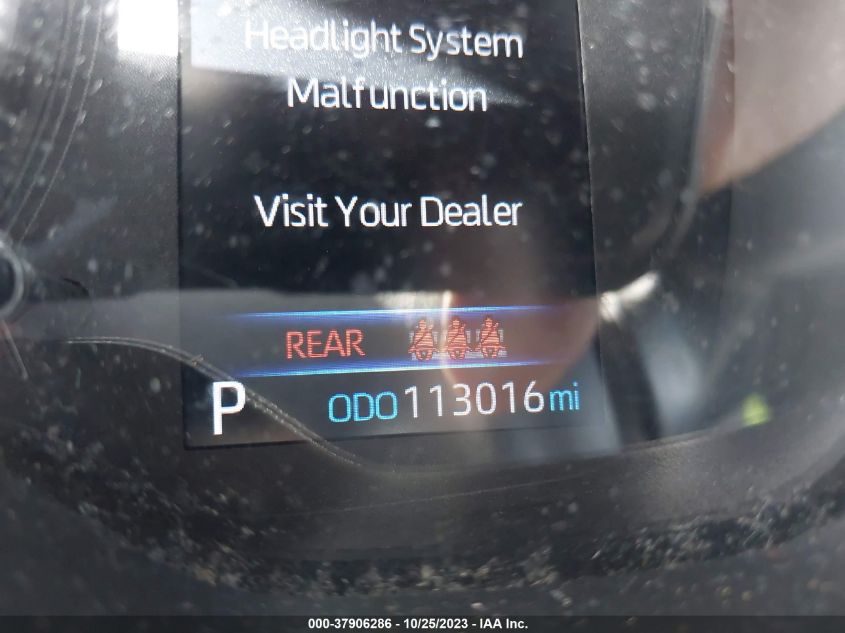 Headlight System
Malfunction
Visit Your Dealer
REAR
P ODO 113016 mi
000-37906286 - 10/25/2023 - IAA Inc.